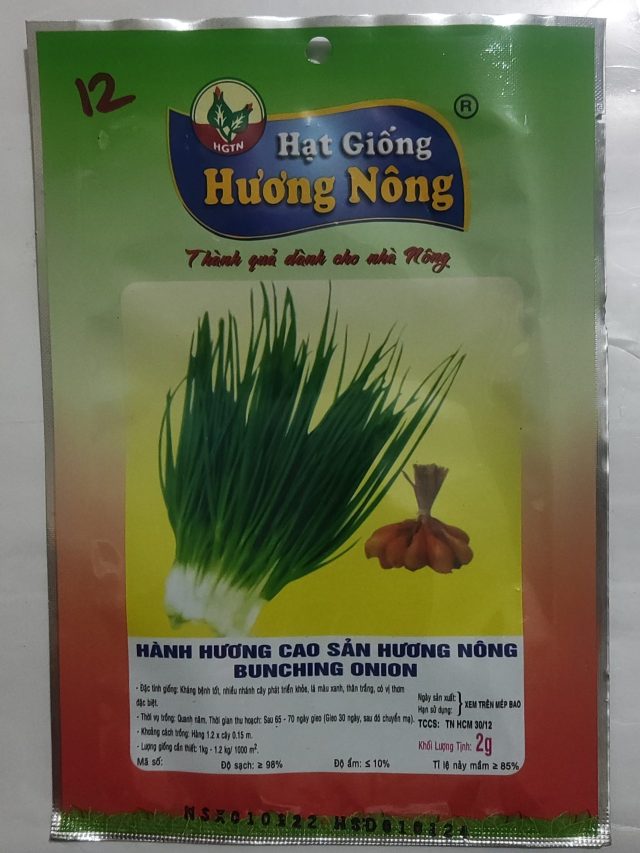 12
HGTN
®
Hạt Giống
Hương Nông
Thành quả dành cho nhà Nông
HÀNH HƯƠNG CAO SẢN HƯƠNG NÔNG
BUNCHING ONION
- Đặc tính giống: Kháng bệnh tốt, nhiều nhánh cây phát triển khỏe, lá màu xanh, thân trắng, có vị thơm
đặc biệt.
- Thời vụ trồng: Quanh năm, Thời gian thu hoạch: Sau 65 - 70 ngày gieo (Gieo 30 ngày, sau đó chuyển mạ).
- Khoảng cách trồng: Hàng 1.2 x cây 0.15 m.
- Lượng giống cần thiết: 1kg - 1.2 kg/ 1000 m².
Ngày sản xuất:
Hạn sử dụng:
} XEM TRÊN MÉP BAO
TCCS: TN HCM 30/12
Khối Lượng Tịnh: 2g
Mã số: Độ sạch: ≥ 98% Độ ẩm: ≤ 10% Tỉ lệ nảy mầm ≥ 85%
NSX010122 HSD010124